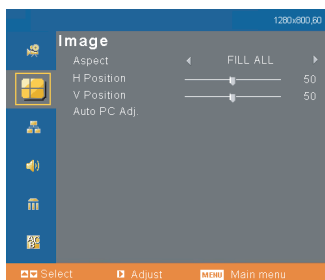 1280x800,60
Image
Aspect FILL ALL
H Position 50
V Position 50
Auto PC Adj.
Select Adjust MENU Main menu